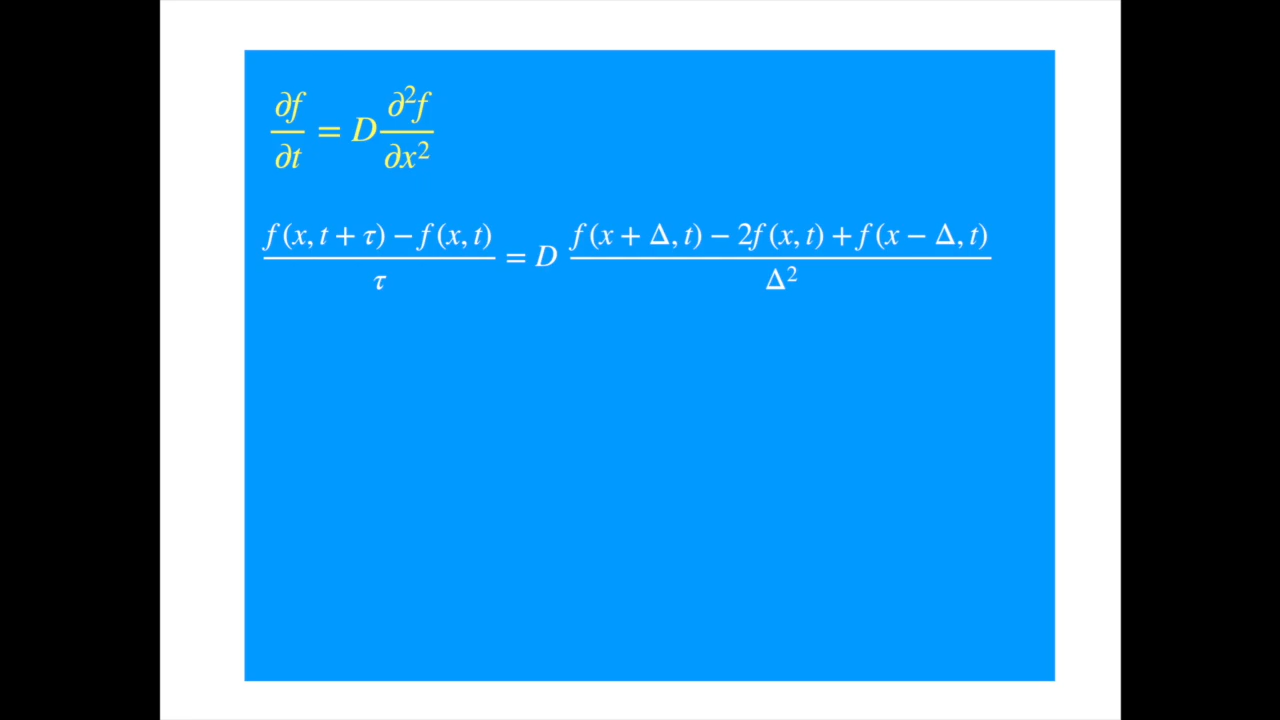 ∂f/∂t = D ∂²f/∂x²
f(x, t + τ) − f(x, t)/τ = D f(x + Δ, t) − 2f(x, t) + f(x − Δ, t)/Δ²